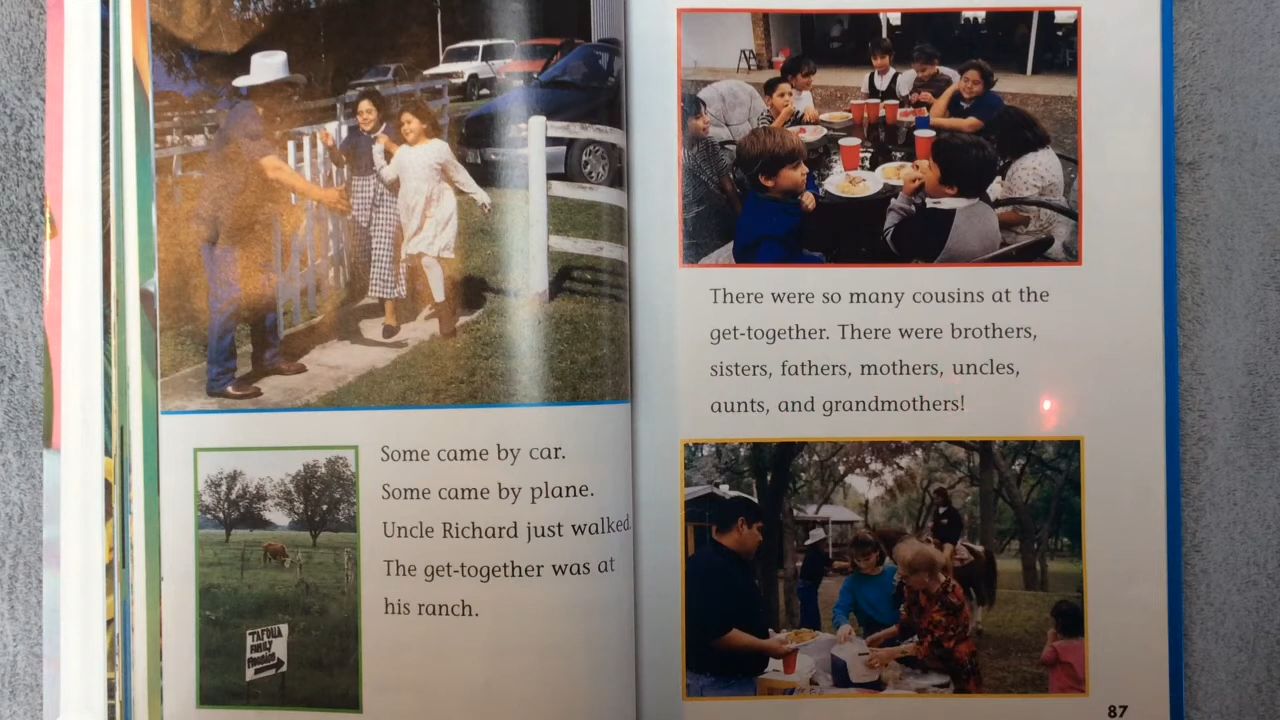 Some came by car.
Some came by plane.
Uncle Richard just walked.
The get-together was at
his ranch.
TAFOLLA
FAMILY
There were so many cousins at the
get-together. There were brothers,
sisters, fathers, mothers, uncles,
aunts, and grandmothers!
87